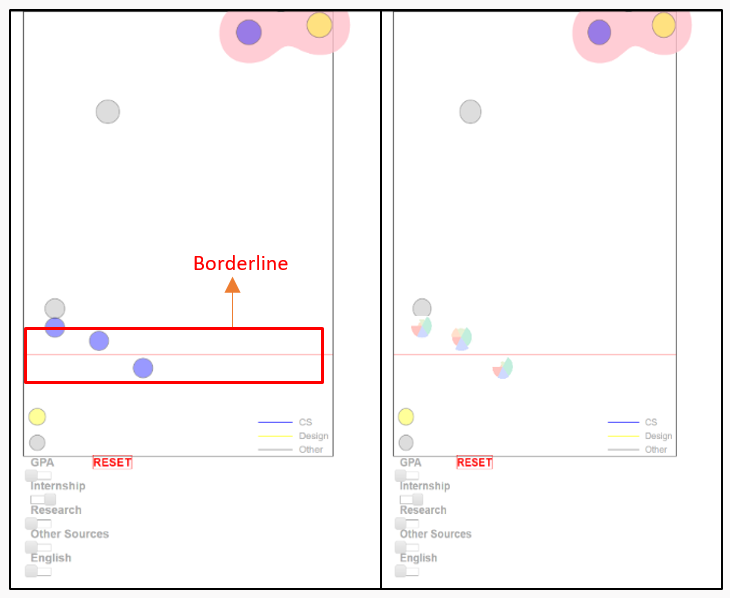 Borderline
CS
Design
Other
GPA
RESET
Internship
Research
Other Sources
English
CS
Design
Other
GPA
RESET
Internship
Research
Other Sources
English